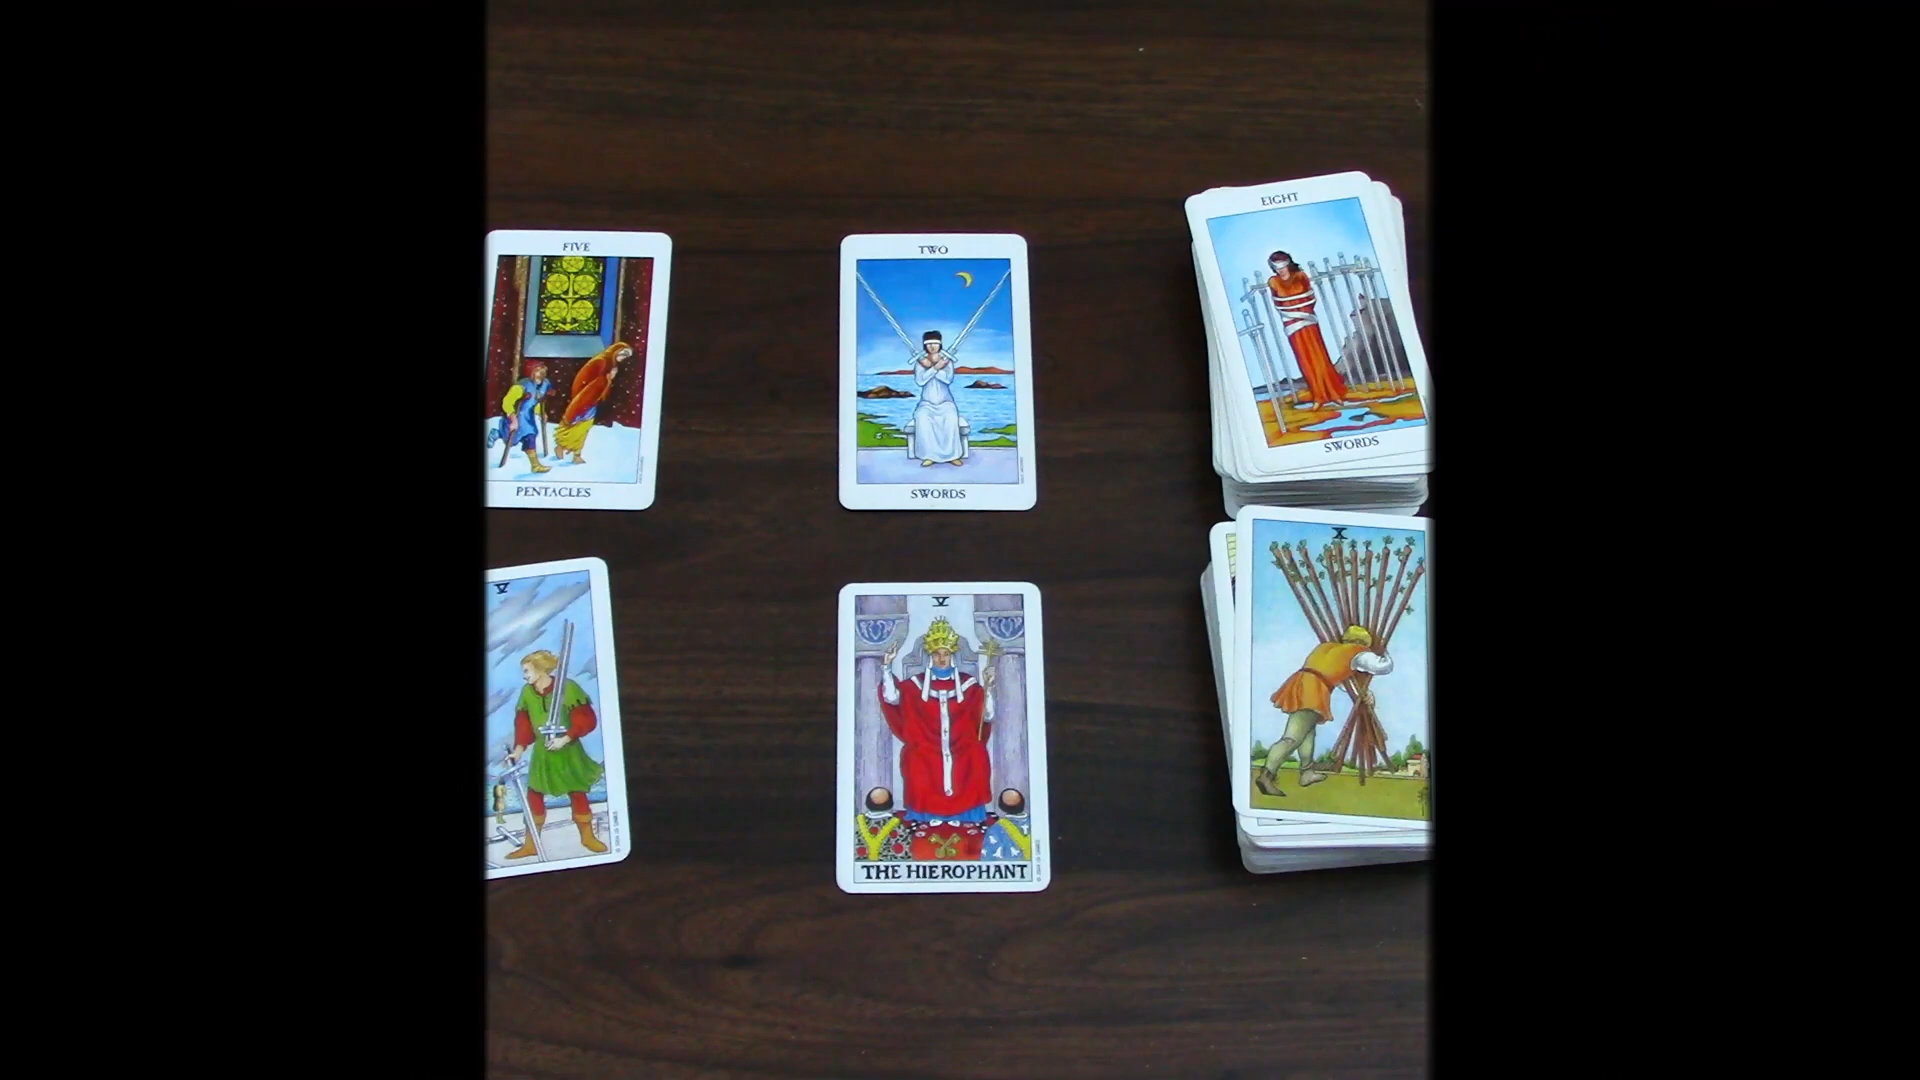 FIVE
PENTACLES
TWO
SWORDS
EIGHT
SWORDS
V
V
THE HIEROPHANT
X